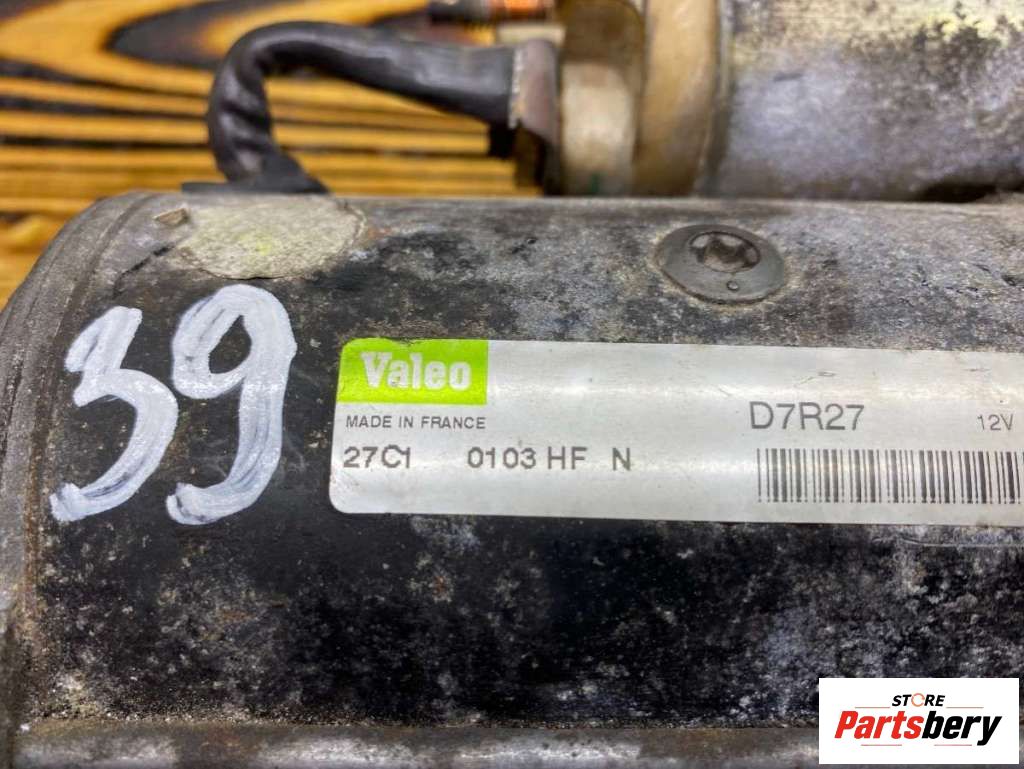 39
Valeo
MADE IN FRANCE
D7R27 12V
27C1 0103 HF N
STORE
Partsbery